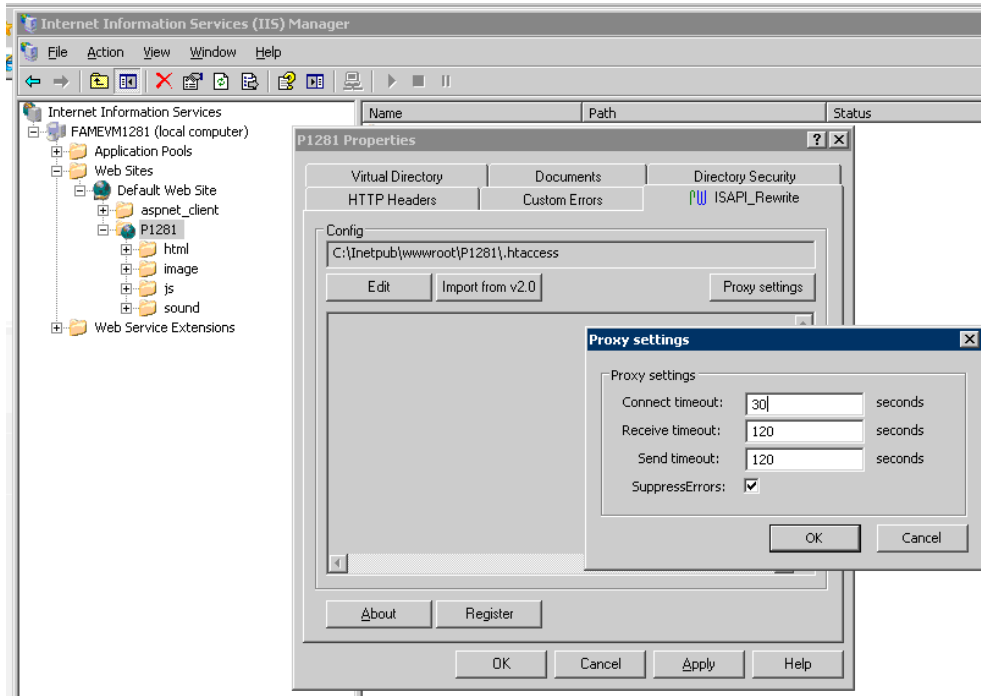 Internet Information Services (IIS) Manager
File Action View Window Help
Internet Information Services
FAMEVM1281 (local computer)
Application Pools
Web Sites
Default Web Site
aspnet_client
P1281
html
image
js
sound
Web Service Extensions
Name Path Status
P1281 Properties
Virtual Directory Documents Directory Security
HTTP Headers Custom Errors ISAPI_Rewrite
Config
C:\Inetpub\wwwroot\P1281\.htaccess
Edit Import from v2.0 Proxy settings
Proxy settings
Proxy settings
Connect timeout: 30 seconds
Receive timeout: 120 seconds
Send timeout: 120 seconds
SuppressErrors:
OK Cancel
About Register
OK Cancel Apply Help